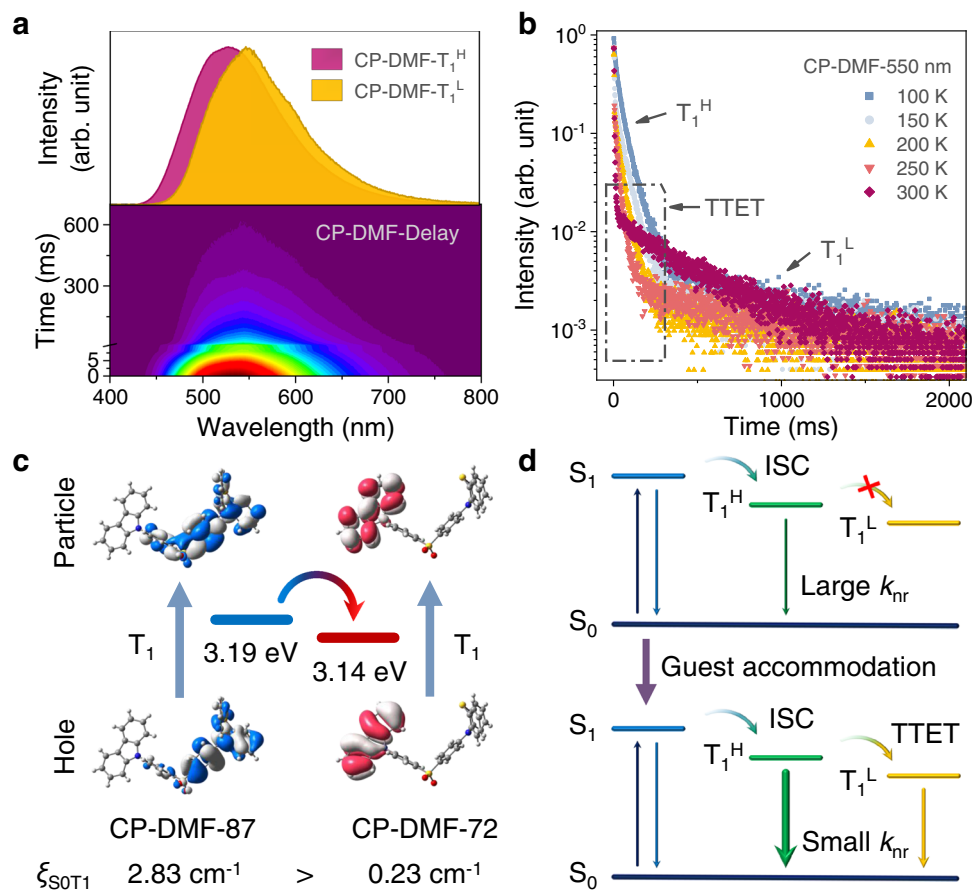 a
CP-DMF-T₁ᴴ
CP-DMF-T₁ᴸ
Intensity
(arb. unit)
CP-DMF-Delay
Time (ms)
600
300
5
0
400 500 600 700 800
Wavelength (nm)
b
CP-DMF-550 nm
100 K
150 K
200 K
250 K
300 K
T₁ᴴ
TTET
T₁ᴸ
Intensity (arb. unit)
10⁰
10⁻¹
10⁻²
10⁻³
0 1000 2000
Time (ms)
c
Particle
T₁ T₁
3.19 eV
3.14 eV
Hole
CP-DMF-87 CP-DMF-72
ξS0T1 2.83 cm⁻¹ > 0.23 cm⁻¹
d
S₁
ISC
T₁ᴴ
T₁ᴸ
Large knr
S₀
Guest accommodation
S₁
ISC
TTET
T₁ᴴ
T₁ᴸ
Small knr
S₀